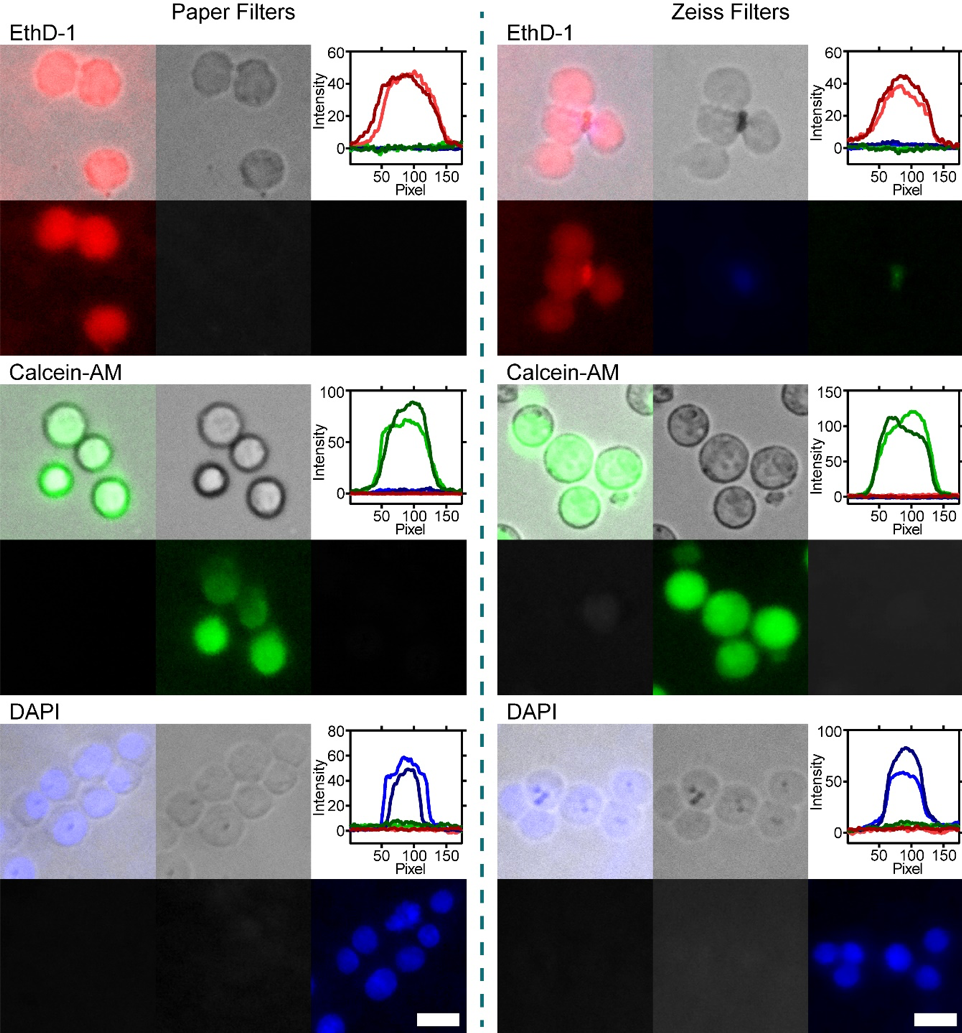 Paper Filters
Zeiss Filters
EthD-1
EthD-1
60
40
20
0
Intensity
50 100 150
Pixel
60
40
20
0
Intensity
50 100 150
Pixel
Calcein-AM
Calcein-AM
100
50
0
Intensity
50 100 150
Pixel
150
100
50
0
Intensity
50 100 150
Pixel
DAPI
DAPI
80
60
40
20
0
Intensity
50 100 150
Pixel
100
50
0
Intensity
50 100 150
Pixel